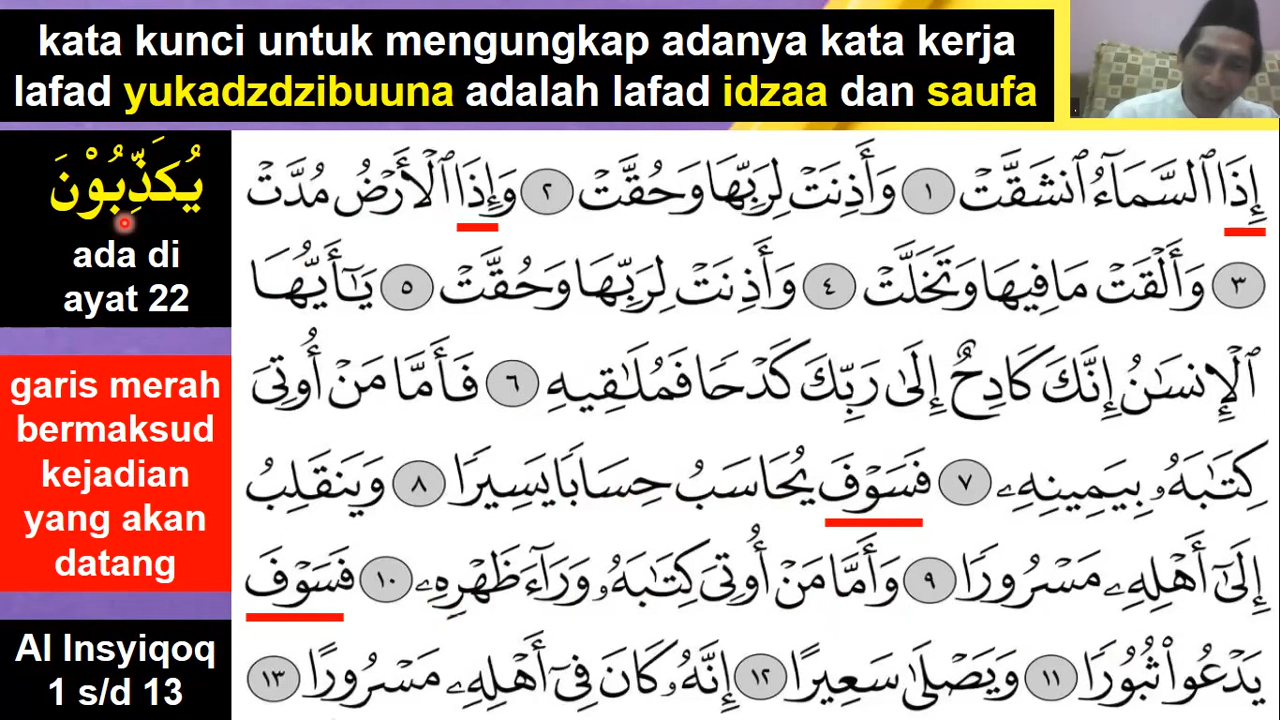 kata kunci untuk mengungkap adanya kata kerja
lafad yukadzdzibuuna adalah lafad idzaa dan saufa
يُكَذِّبُوْنَ
ada di
ayat 22
garis merah
bermaksud
kejadian
yang akan
datang
Al Insyiqoq
1 s/d 13
إِذَا ٱلسَّمَآءُ ٱنشَقَّتْ ١ وَأَذِنَتْ لِرَبِّهَا وَحُقَّتْ ٢ وَإِذَا ٱلْأَرْضُ مُدَّتْ
٣ وَأَلْقَتْ مَا فِيهَا وَتَخَلَّتْ ٤ وَأَذِنَتْ لِرَبِّهَا وَحُقَّتْ ٥ يَـٰٓأَيُّهَا
ٱلْإِنسَـٰنُ إِنَّكَ كَادِحٌ إِلَىٰ رَبِّكَ كَدْحًا فَمُلَـٰقِيهِ ٦ فَأَمَّا مَنْ أُوتِىَ
كِتَـٰبَهُۥ بِيَمِينِهِۦ ٧ فَسَوْفَ يُحَاسَبُ حِسَابًا يَسِيرًا ٨ وَيَنقَلِبُ
إِلَىٰٓ أَهْلِهِۦ مَسْرُورًا ٩ وَأَمَّا مَنْ أُوتِىَ كِتَـٰبَهُۥ وَرَآءَ ظَهْرِهِۦ ١٠ فَسَوْفَ
يَدْعُوا۟ ثُبُورًا ١١ وَيَصْلَىٰ سَعِيرًا ١٢ إِنَّهُۥ كَانَ فِىٓ أَهْلِهِۦ مَسْرُورًا ١٣